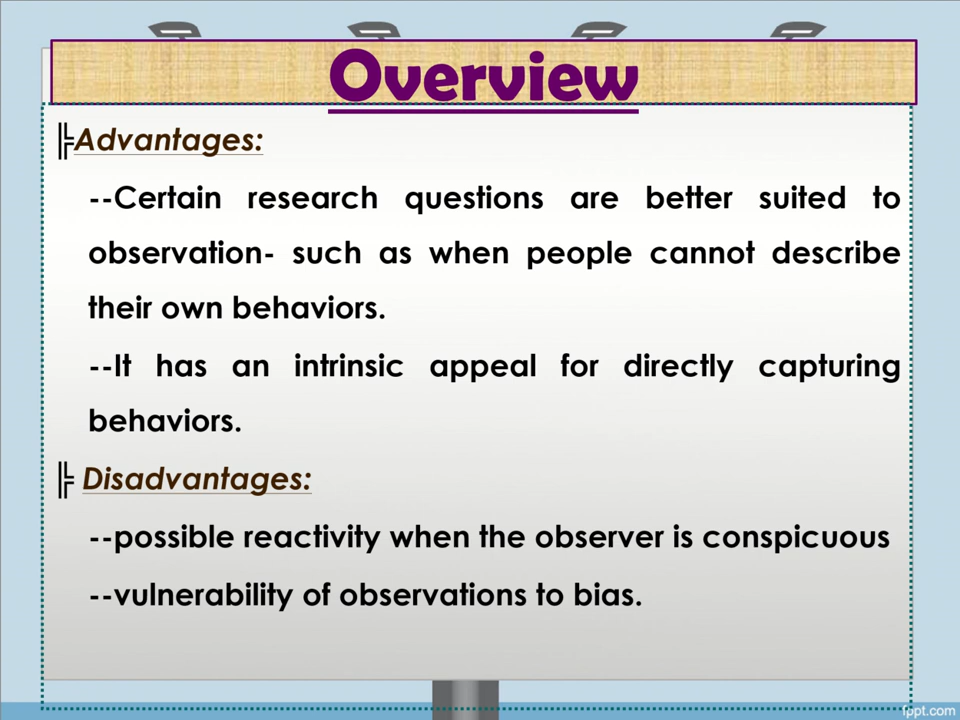 Overview
╠Advantages:
--Certain research questions are better suited to
observation- such as when people cannot describe
their own behaviors.
--It has an intrinsic appeal for directly capturing
behaviors.
╠ Disadvantages:
--possible reactivity when the observer is conspicuous
--vulnerability of observations to bias.
fppt.com